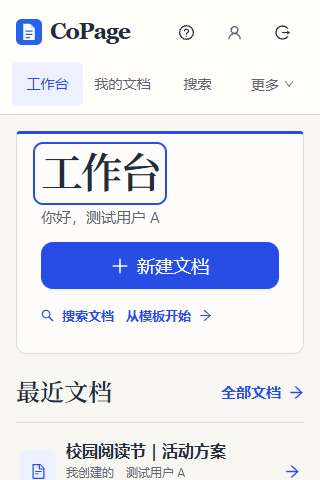 CoPage
工作台 我的文档 搜索 更多
工作台
你好，测试用户 A
新建文档
搜索文档 从模板开始
最近文档 全部文档
校园阅读节 | 活动方案
我创建的 测试用户 A